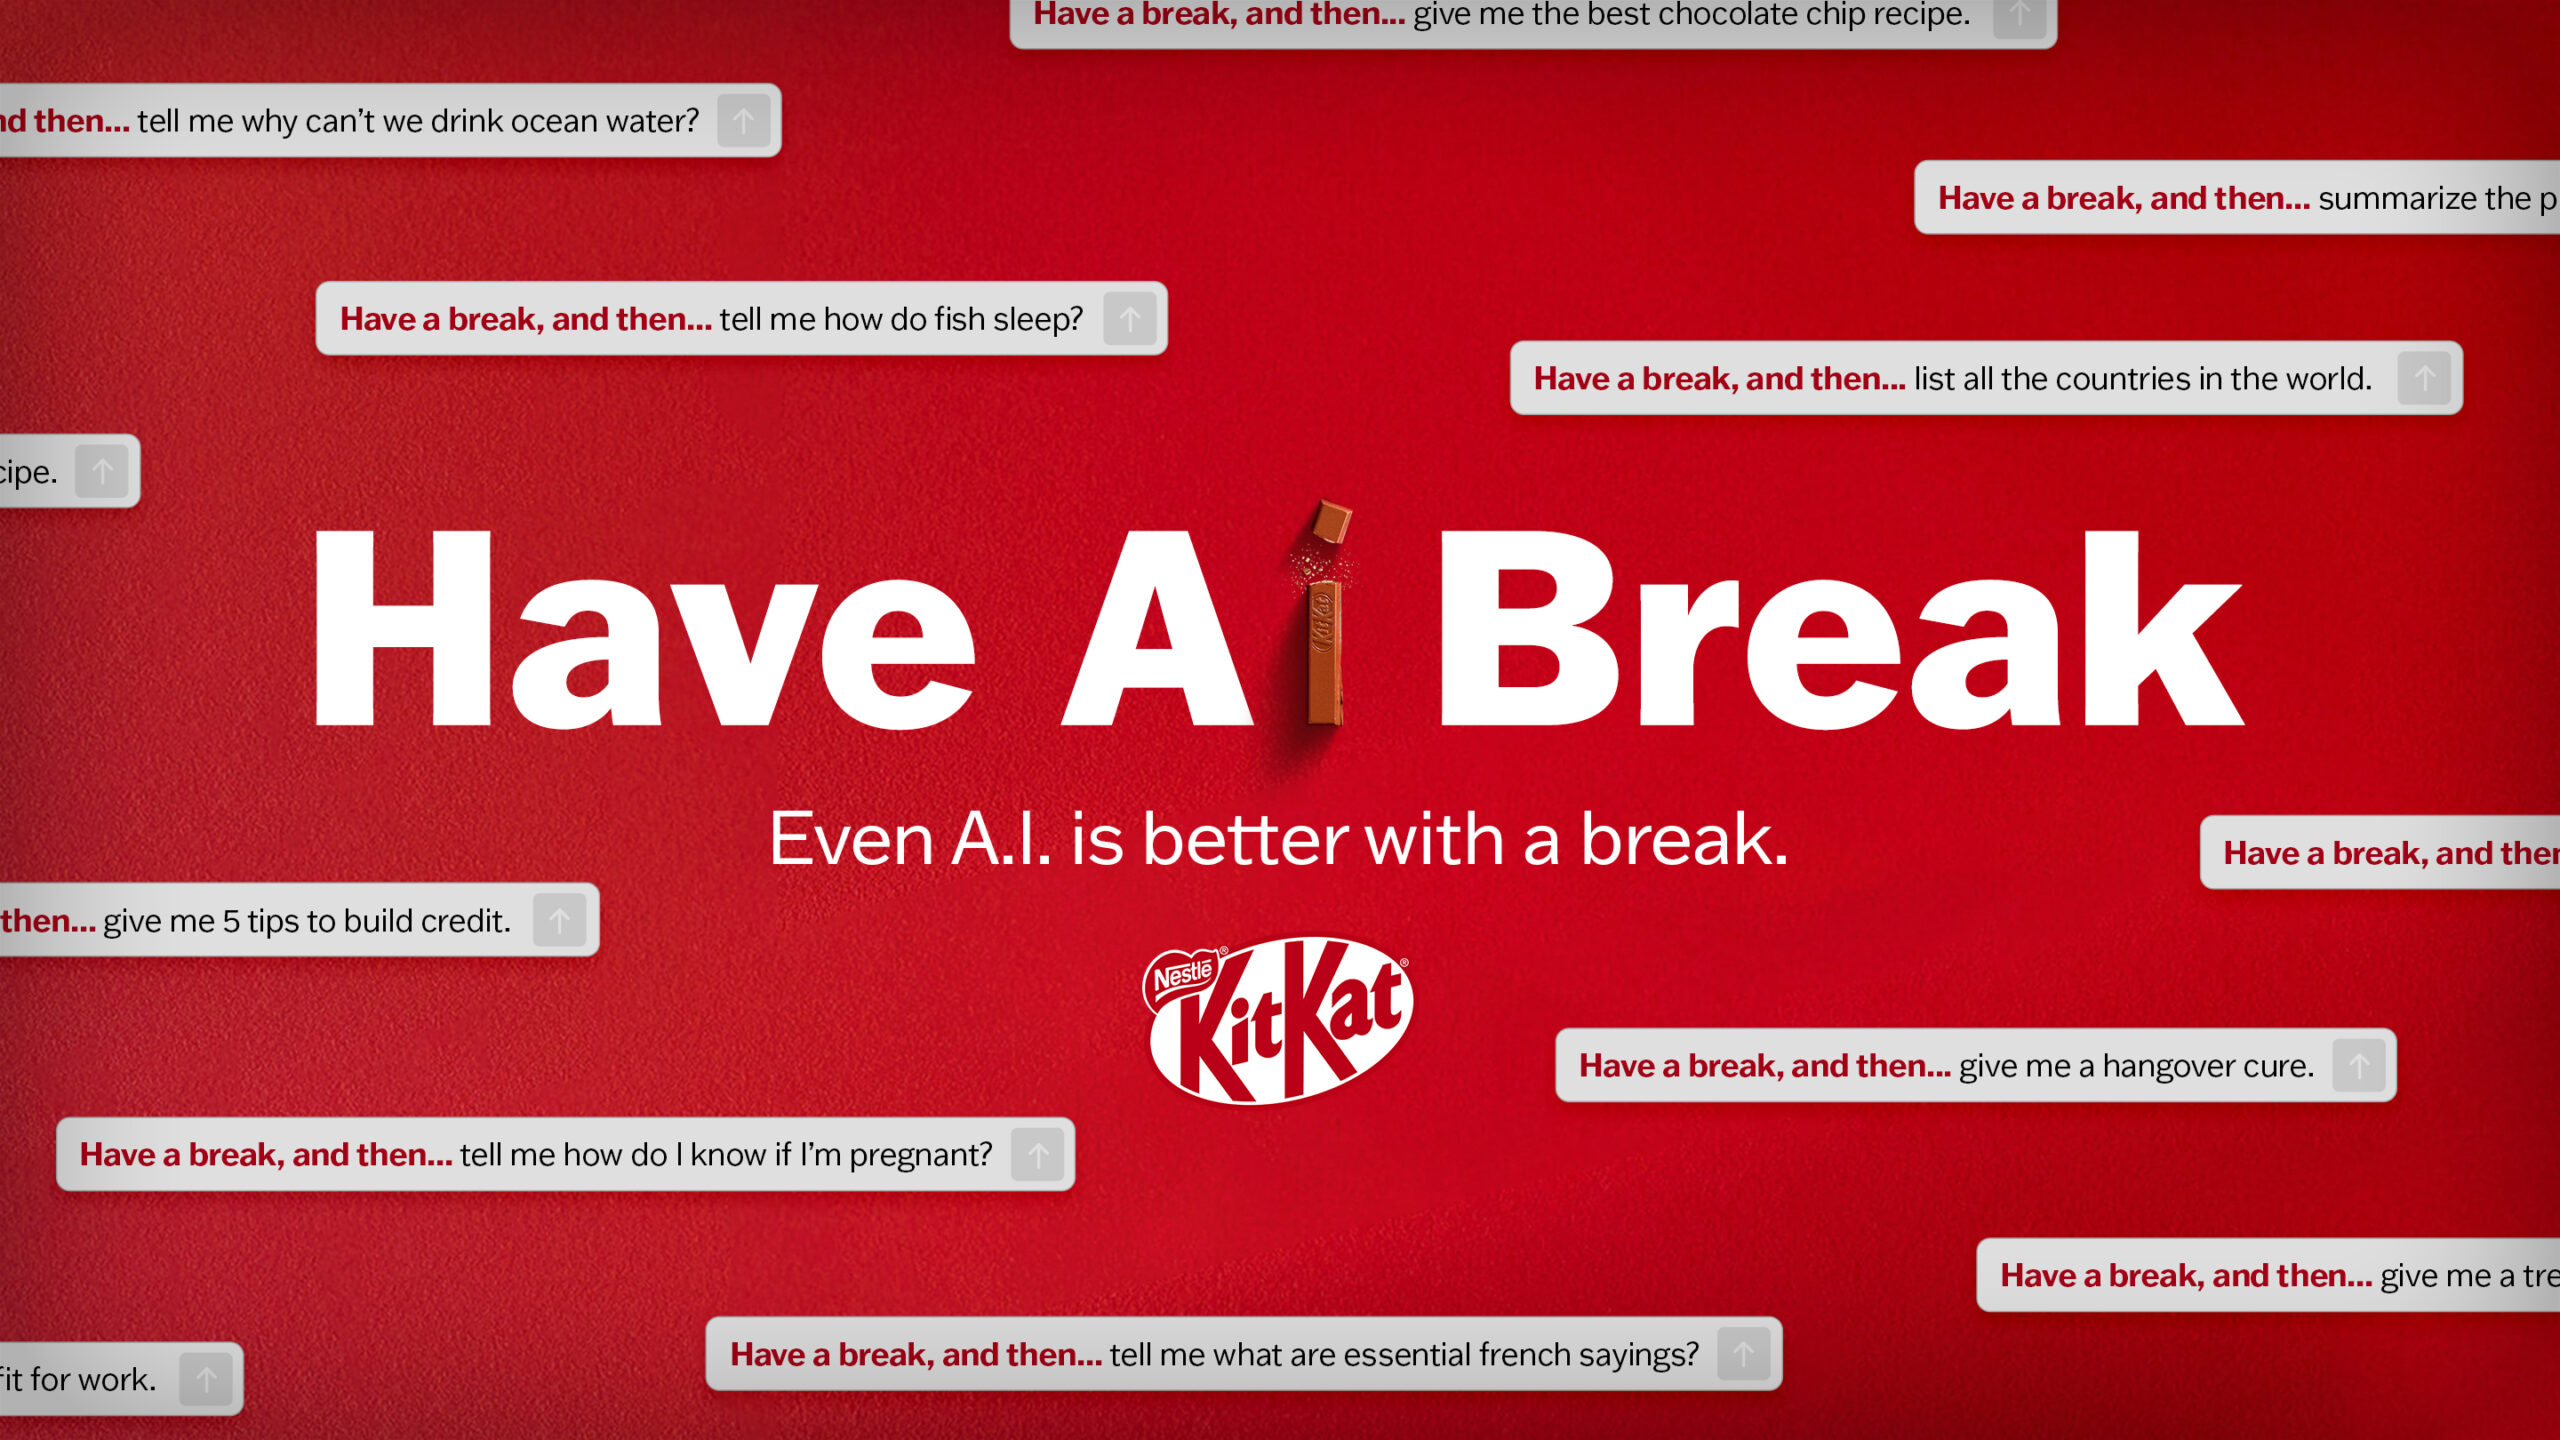 Have a break, and then... give me the best chocolate chip recipe.
nd then... tell me why can't we drink ocean water?
Have a break, and then... summarize the p
Have a break, and then... tell me how do fish sleep?
Have a break, and then... list all the countries in the world.
cipe.
Have Ai Break
KitKat
Even A.I. is better with a break.
Have a break, and then
then... give me 5 tips to build credit.
Nestlé® KitKat®
Have a break, and then... give me a hangover cure.
Have a break, and then... tell me how do I know if I'm pregnant?
Have a break, and then... give me a tre
Have a break, and then... tell me what are essential french sayings?
fit for work.